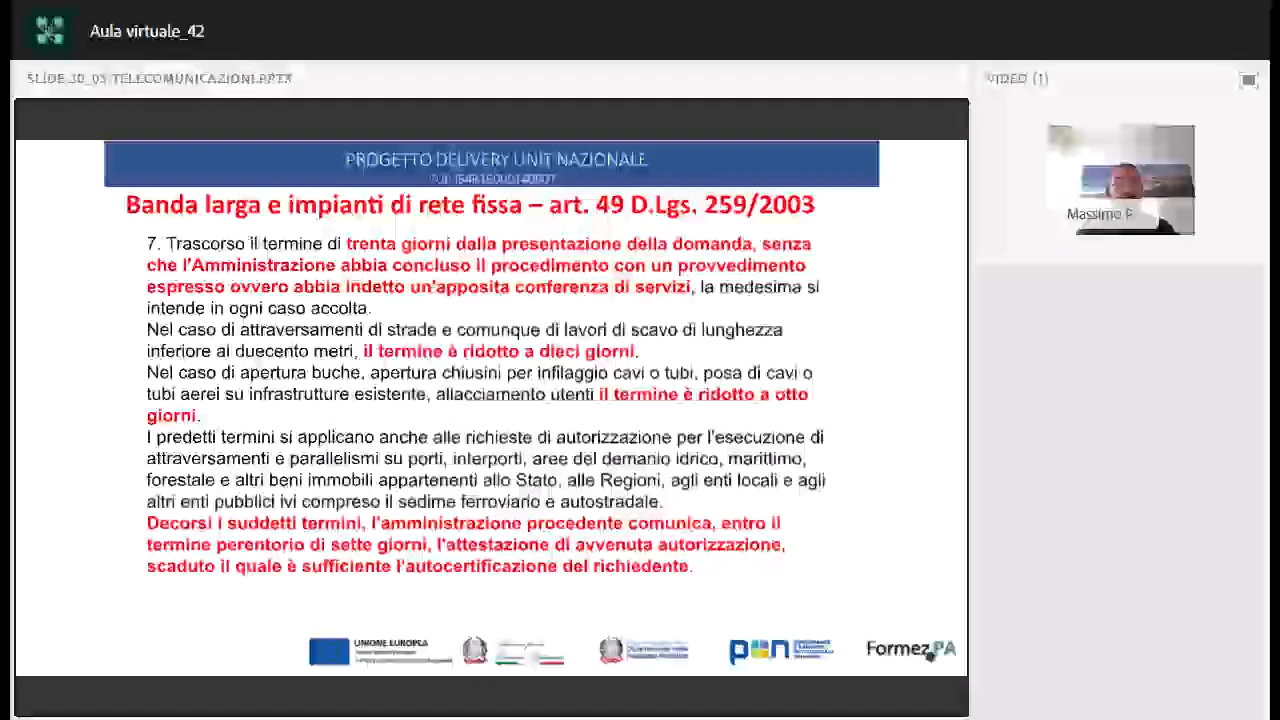 Aula virtuale_42
SLIDE_30_05 TELECOMUNICAZIONI.PPTX
VIDEO (1)
PROGETTO DELIVERY UNIT NAZIONALE
Banda larga e impianti di rete fissa – art. 49 D.Lgs. 259/2003
7. Trascorso il termine di trenta giorni dalla presentazione della domanda, senza
che l'Amministrazione abbia concluso il procedimento con un provvedimento
espresso ovvero abbia indetto un'apposita conferenza di servizi, la medesima si
intende in ogni caso accolta.
Nel caso di attraversamenti di strade e comunque di lavori di scavo di lunghezza
inferiore ai duecento metri, il termine è ridotto a dieci giorni.
Nel caso di apertura buche, apertura chiusini per infilaggio cavi o tubi, posa di cavi o
tubi aerei su infrastrutture esistente, allacciamento utenti il termine è ridotto a otto
giorni.
I predetti termini si applicano anche alle richieste di autorizzazione per l'esecuzione di
attraversamenti e parallelismi su porti, interporti, aree del demanio idrico, marittimo,
forestale e altri beni immobili appartenenti allo Stato, alle Regioni, agli enti locali e agli
altri enti pubblici ivi compreso il sedime ferroviario e autostradale.
Decorsi i suddetti termini, l'amministrazione procedente comunica, entro il
termine perentorio di sette giorni, l'attestazione di avvenuta autorizzazione,
scaduto il quale è sufficiente l'autocertificazione del richiedente.
Massimo P
UNIONE EUROPEA
pon
FormezPA